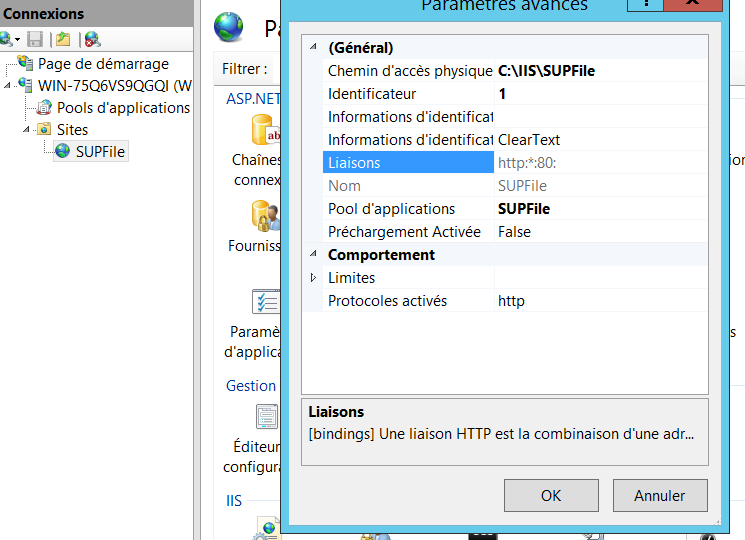 Connexions
Page de démarrage
WIN-75Q6VS9QGQI (W
Pools d'applications
Sites
SUPFile
Filtrer :
ASP.NET
Chaînes
connex
Fourniss
Paramè
d'applica
Gestion
Éditeur
configura
IIS
Paramètres avancés
?
(Général)
Chemin d'accès physique C:\IIS\SUPFile
Identificateur 1
Informations d'identificat
Informations d'identificat ClearText
Liaisons http:*:80:
Nom SUPFile
Pool d'applications SUPFile
Préchargement Activée False
Comportement
Limites
Protocoles activés http
Liaisons
[bindings] Une liaison HTTP est la combinaison d'une adr...
OK Annuler